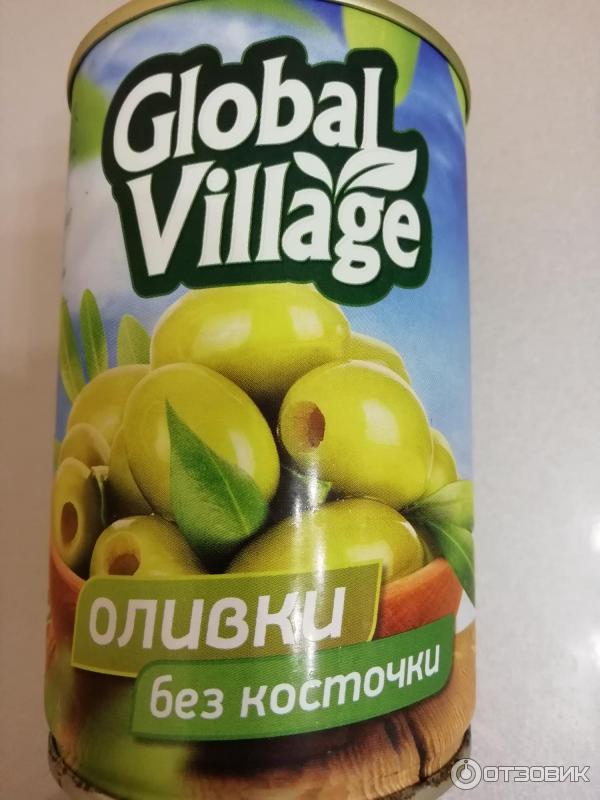 Global
Village
оливки
без косточки
ОТЗОВИК